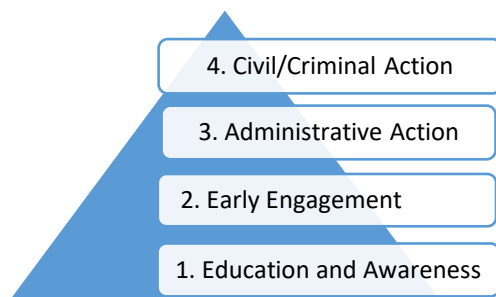 4. Civil/Criminal Action
3. Administrative Action
2. Early Engagement
1. Education and Awareness